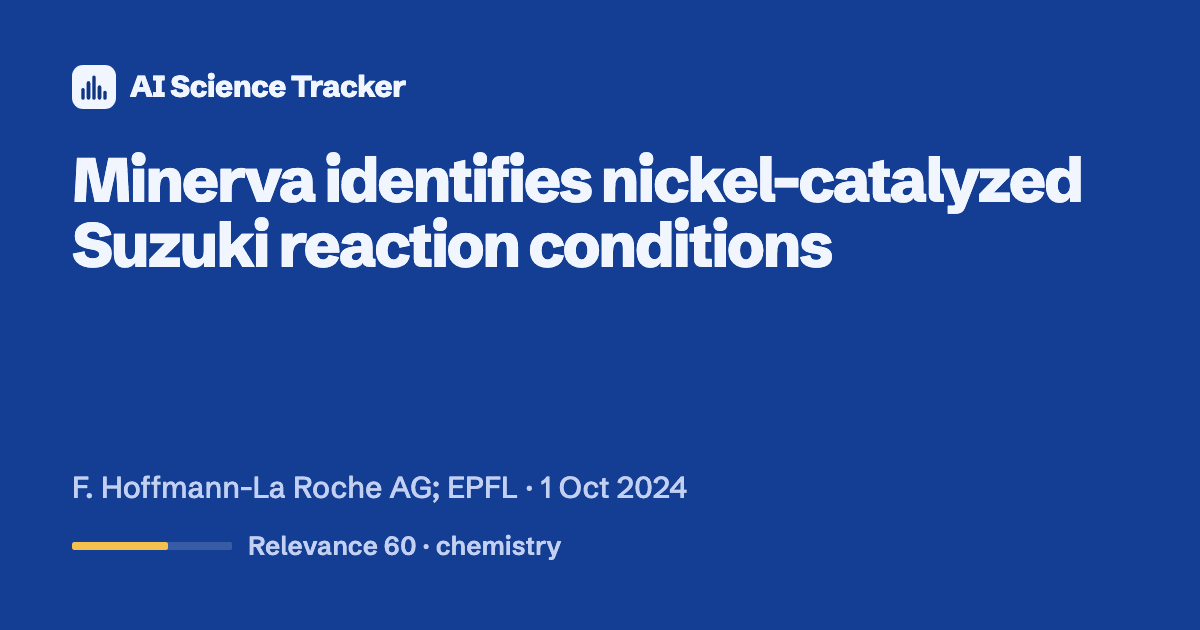 AI Science Tracker
Minerva identifies nickel-catalyzed
Suzuki reaction conditions
F. Hoffmann-La Roche AG; EPFL · 1 Oct 2024
Relevance 60 · chemistry